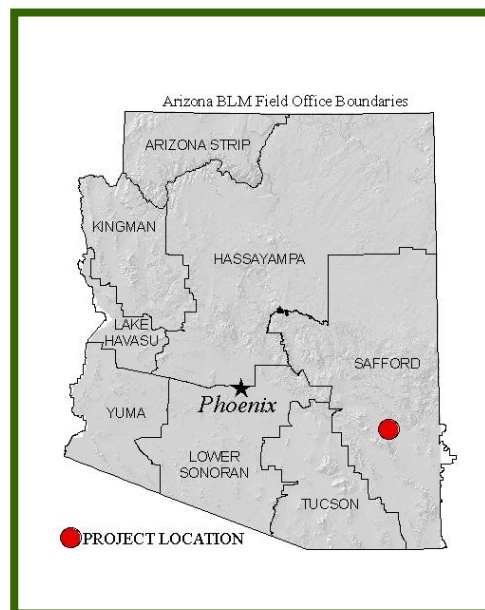 Arizona BLM Field Office Boundaries
ARIZONA STRIP
KINGMAN
HASSAYAMPA
LAKE
HAVASU
SAFFORD
Phoenix
YUMA
LOWER
SONORAN
TUCSON
PROJECT LOCATION